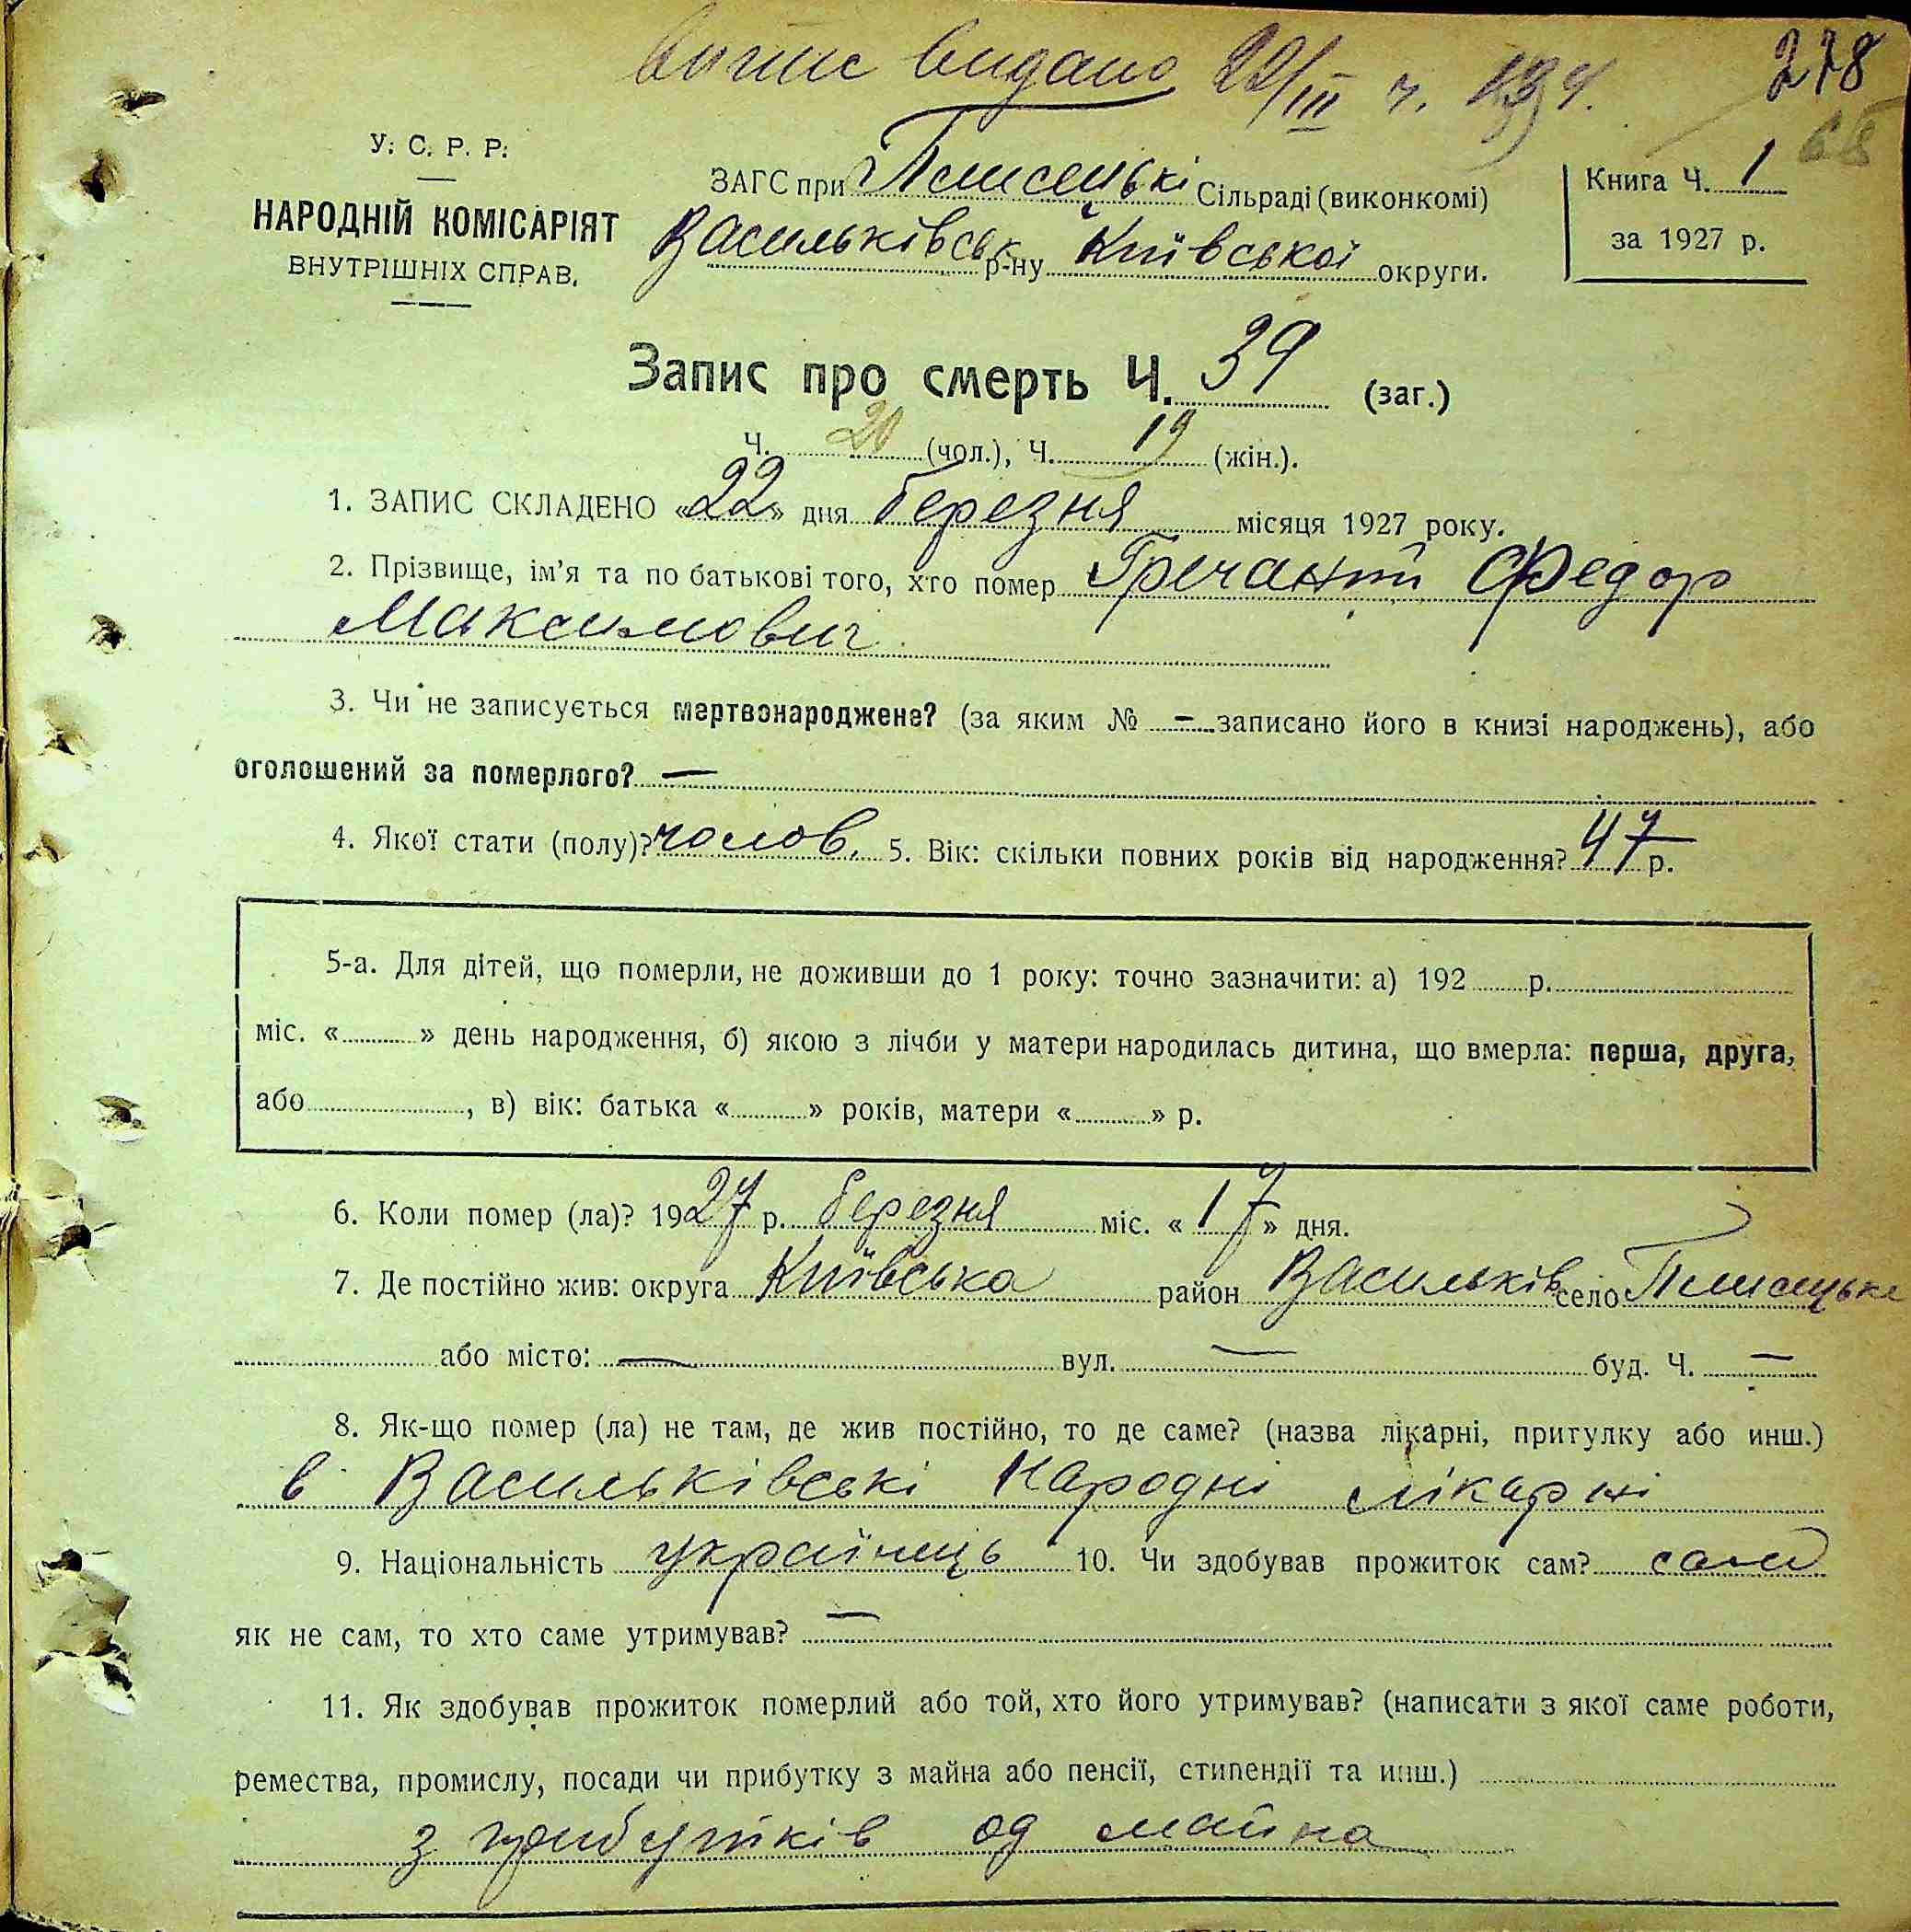 випис видано 22/III ч. 194.
278
68
У. С. Р. Р.
НАРОДНІЙ КОМІСАРІЯТ
ВНУТРІШНІХ СПРАВ.
ЗАГС при Плисецькі Сільраді (виконкомі)
Васильківськ р-ну Київської округи.
Книга Ч. 1
за 1927 р.
Запис про смерть Ч. 39 (заг.)
Ч. 20 (чол.), Ч. 19 (жін.).
1. ЗАПИС СКЛАДЕНО «22» дня березня місяця 1927 року.
2. Прізвище, ім'я та по батькові того, хто помер Гречаний Федор
Максимович
3. Чи не записується мертвонароджене? (за яким № – записано його в книзі народжень), або
оголошений за померлого? —
4. Якої стати (полу)? чолов. 5. Вік: скільки повних років від народження? 47 р.
5-а. Для дітей, що померли, не доживши до 1 року: точно зазначити: а) 192 р.
міс. « » день народження, б) якою з лічби у матери народилась дитина, що вмерла: перша, друга,
або , в) вік: батька « » років, матери « » р.
6. Коли помер (ла)? 1927 р. березня міс. «17» дня.
7. Де постійно жив: округа Київська район Васильків село Плисецьке
або місто: — вул. — буд. Ч. —
8. Як-що помер (ла) не там, де жив постійно, то де саме? (назва лікарні, притулку або инш.)
в Васильківські Народні лікарні
9. Національність українець 10. Чи здобував прожиток сам? сам
як не сам, то хто саме утримував? —
11. Як здобував прожиток померлий або той, хто його утримував? (написати з якої саме роботи,
ремества, промислу, посади чи прибутку з майна або пенсії, стипендії та инш.)
з прибутків од майна